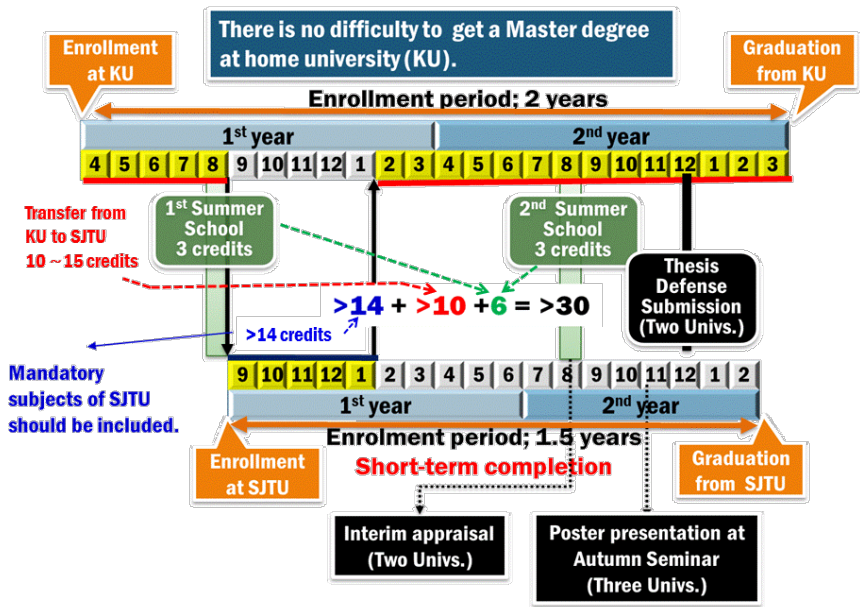 There is no difficulty to get a Master degree
at home university (KU).
Enrollment
at KU
Graduation
from KU
Enrollment period; 2 years
1st year
2nd year
4 5 6 7 8 9 10 11 12 1 2 3 4 5 6 7 8 9 10 11 12 1 2 3
Transfer from
KU to SJTU
10 ~ 15 credits
1st Summer
School
3 credits
2nd Summer
School
3 credits
Thesis
Defense
Submission
(Two Univs.)
>14 + >10 +6 = >30
>14 credits
Mandatory
subjects of SJTU
should be included.
9 10 11 12 1 2 3 4 5 6 7 8 9 10 11 12 1 2
1st year
2nd year
Enrolment period; 1.5 years
Short-term completion
Enrollment
at SJTU
Graduation
from SJTU
Interim appraisal
(Two Univs.)
Poster presentation at
Autumn Seminar
(Three Univs.)